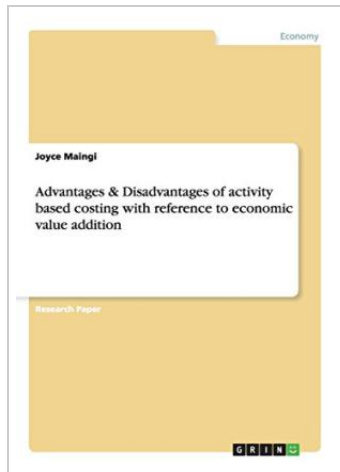 Economy
Joyce Maingi
Advantages & Disadvantages of activity
based costing with reference to economic
value addition
Research Paper
GRIN